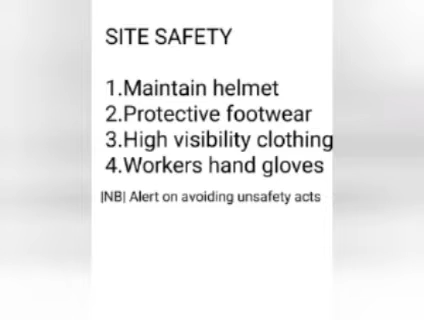 SITE SAFETY
1.Maintain helmet
2.Protective footwear
3.High visibility clothing
4.Workers hand gloves
|NB| Alert on avoiding unsafety acts